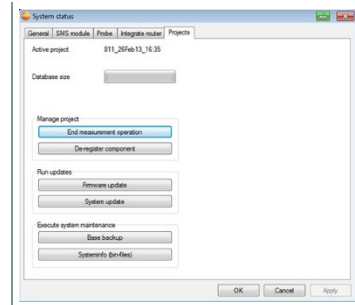 System status
General SMS module Probe Integrate router Projects
Active project 811_26Feb13_16:35
Database size
Manage project
End measurement operation
De-register component
Run updates
Firmware update
System update
Execute system maintenance
Base backup
Systeminfo (bin-files)
OK Cancel Apply